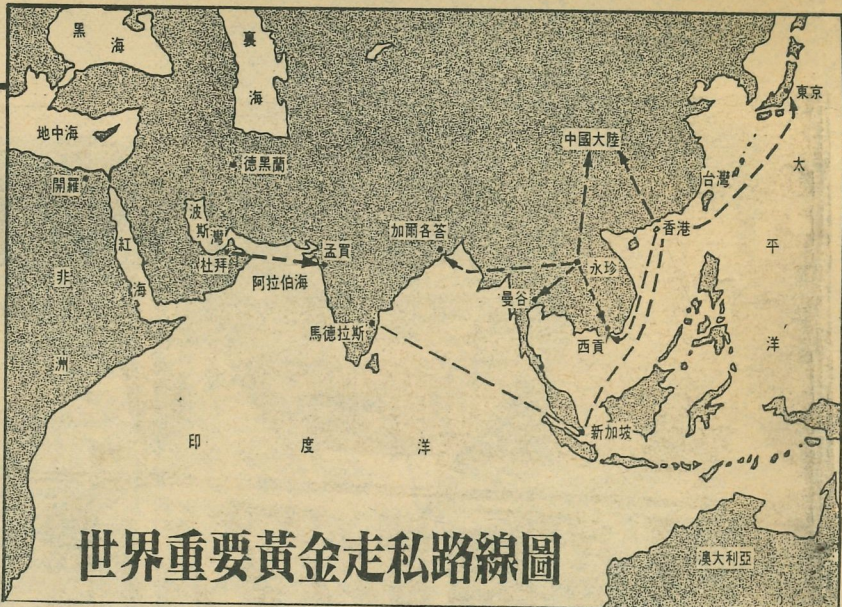 黑海
裏海
地中海
開羅
紅海
非洲
德黑蘭
波斯灣
杜拜
孟買
阿拉伯海
加爾各荅
馬德拉斯
中國大陸
永珍
曼谷
西貢
香港
台灣
東京
太平洋
新加坡
印度洋
澳大利亞
世界重要黃金走私路線圖